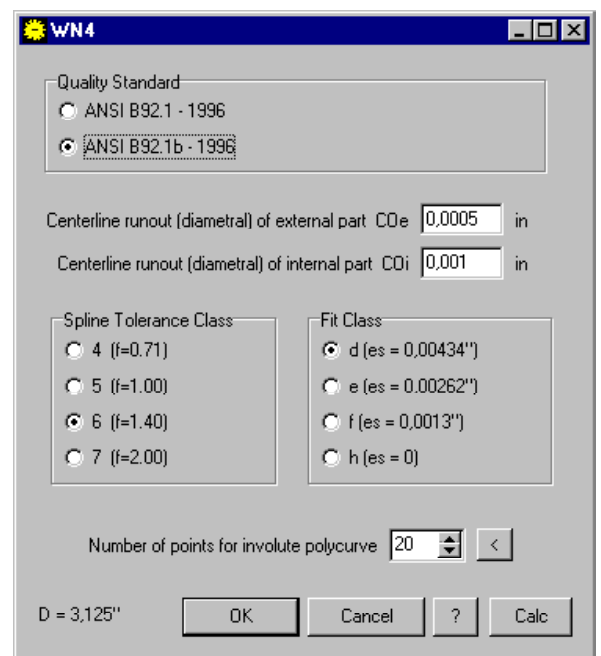 WN4
Quality Standard
ANSI B92.1 - 1996
ANSI B92.1b - 1996
Centerline runout (diametral) of external part COe 0,0005 in
Centerline runout (diametral) of internal part COi 0,001 in
Spline Tolerance Class
4 (f=0.71)
5 (f=1.00)
6 (f=1.40)
7 (f=2.00)
Fit Class
d (es = 0,00434")
e (es = 0.00262")
f (es = 0,0013")
h (es = 0)
Number of points for involute polycurve 20 <
D = 3,125" OK Cancel ? Calc